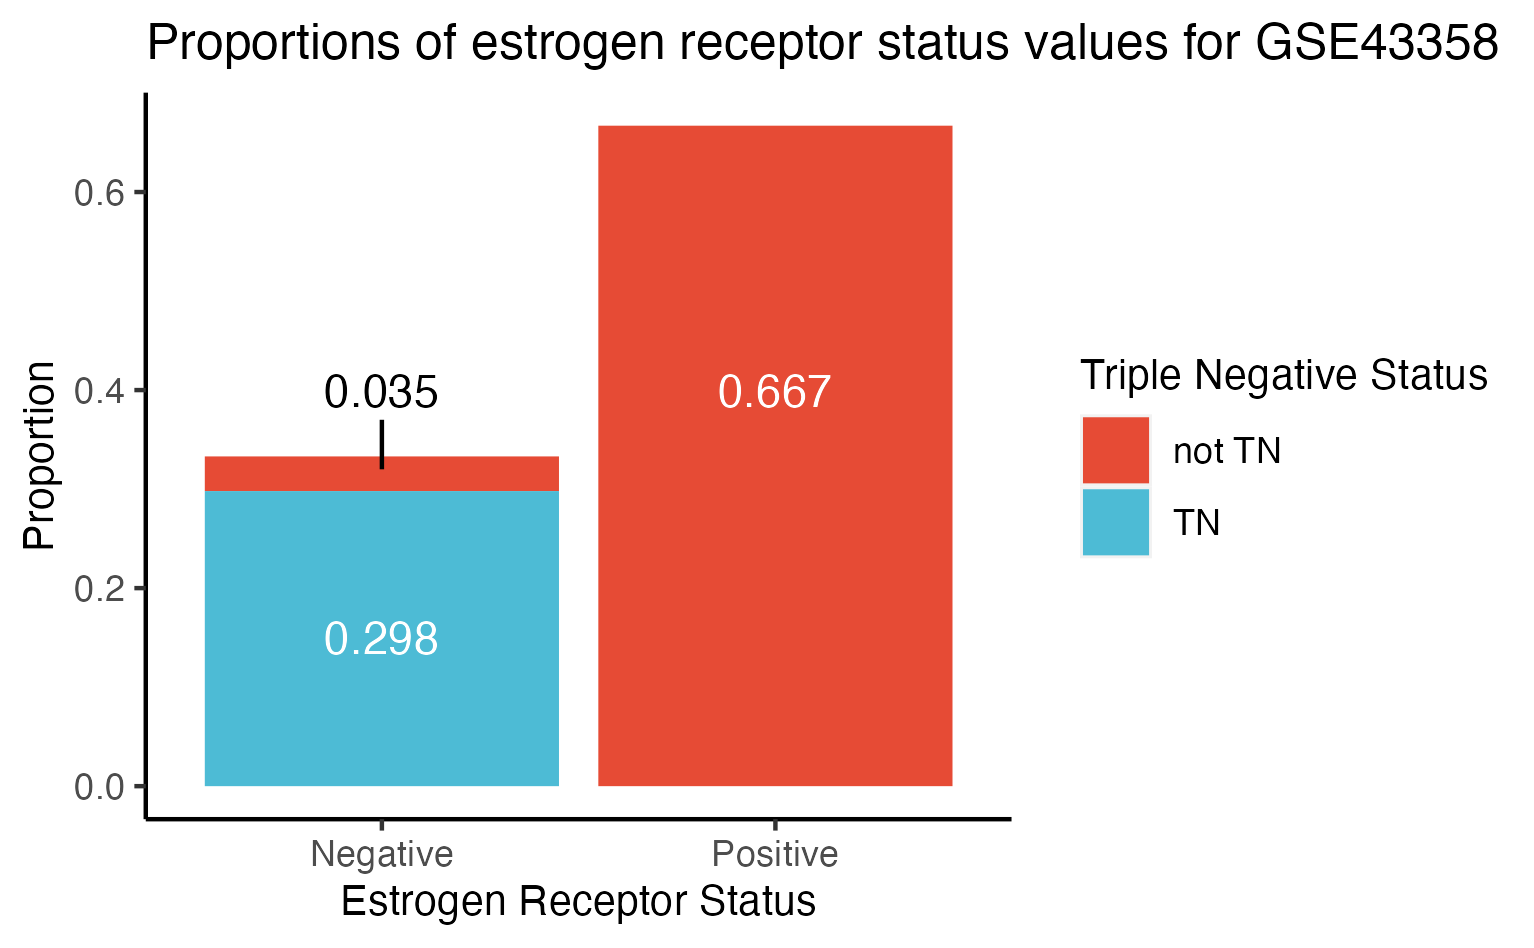 Proportions of estrogen receptor status values for GSE43358
Proportion
0.6
0.4
0.2
0.0
0.035
0.298
0.667
Negative
Positive
Estrogen Receptor Status
Triple Negative Status
not TN
TN